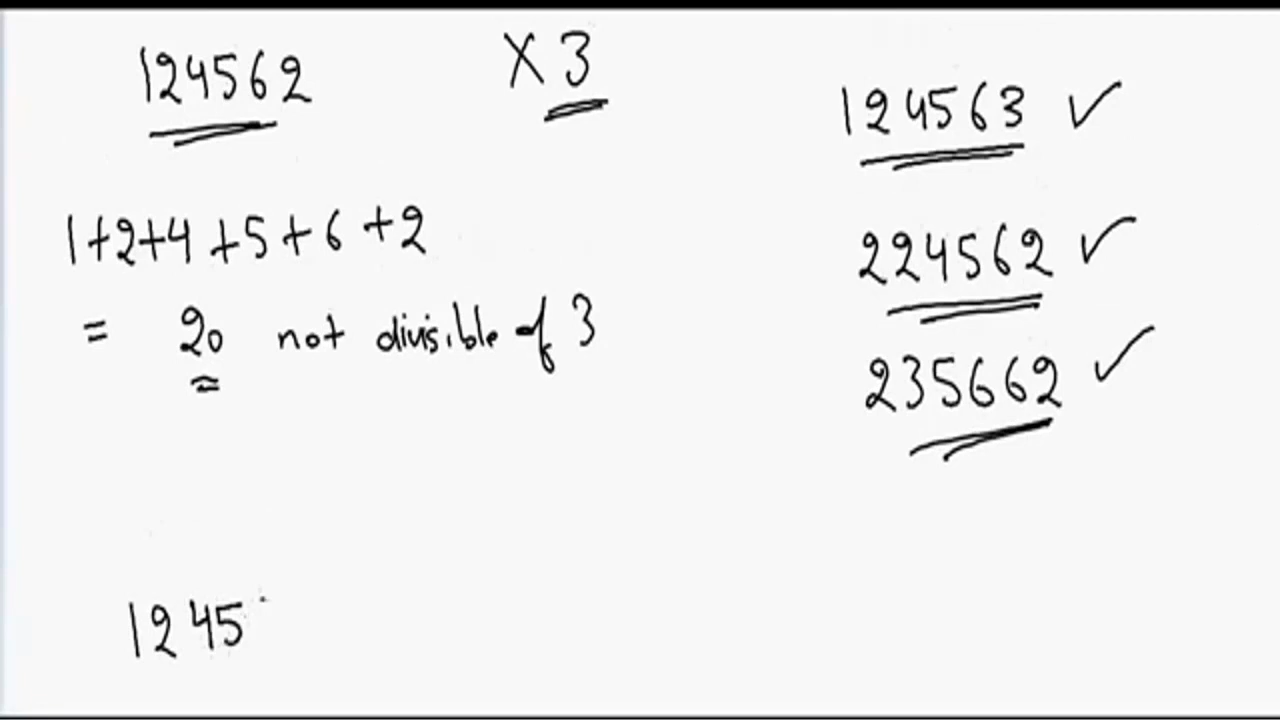 124562 X 3
1+2+4+5+6+2
= 20 not divisible of 3
124563 ✓
224562 ✓
235662 ✓
1245